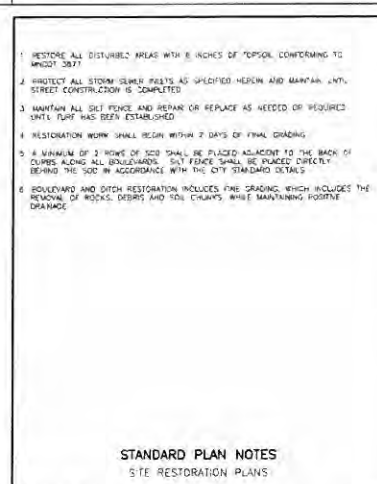 1 RESTORE ALL DISTURBED AREAS WITH 6 INCHES OF TOPSOIL CONFORMING TO
MNDOT 3877
2 PROTECT ALL STORM SEWER INLETS AS SPECIFIED HEREIN AND MAINTAIN UNTIL
STREET CONSTRUCTION IS COMPLETED
3 MAINTAIN ALL SILT FENCE AND REPAIR OR REPLACE AS NEEDED OR REQUIRED
UNTIL TURF HAS BEEN ESTABLISHED
4 RESTORATION WORK SHALL BEGIN WITHIN 2 DAYS OF FINAL GRADING
5 A MINIMUM OF 2 ROWS OF SOD SHALL BE PLACED ADJACENT TO THE BACK OF
CURBS ALONG ALL BOULEVARDS. SILT FENCE SHALL BE PLACED DIRECTLY
BEHIND THE SOD IN ACCORDANCE WITH THE CITY STANDARD DETAILS
6 BOULEVARD AND DITCH RESTORATION INCLUDES FINE GRADING, WHICH INCLUDES THE
REMOVAL OF ROCKS, DEBRIS AND SOIL CHUNKS, WHILE MAINTAINING POSITIVE
DRAINAGE
STANDARD PLAN NOTES
SITE RESTORATION PLANS